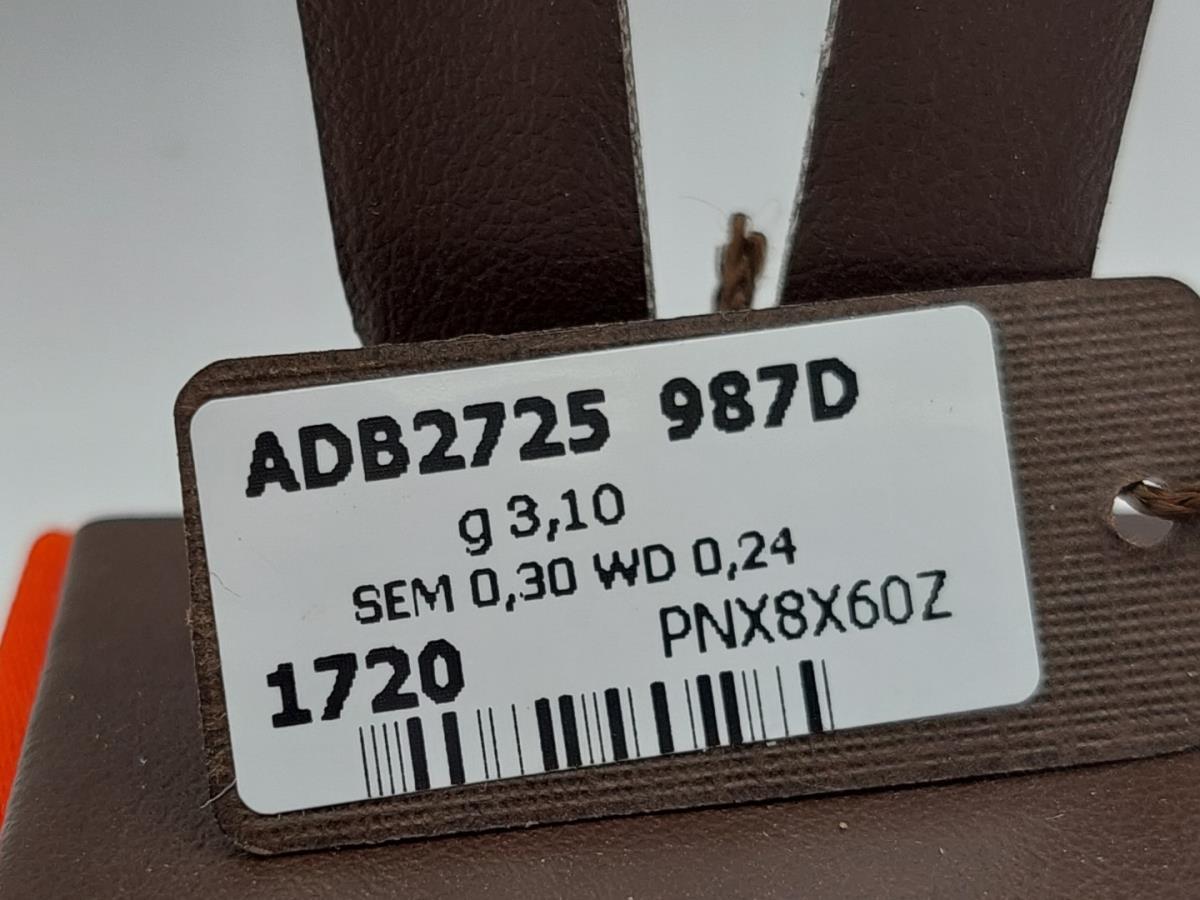 ADB2725 987D
g 3,10
SEM 0,30 WD 0,24
PNX8X60Z
1720